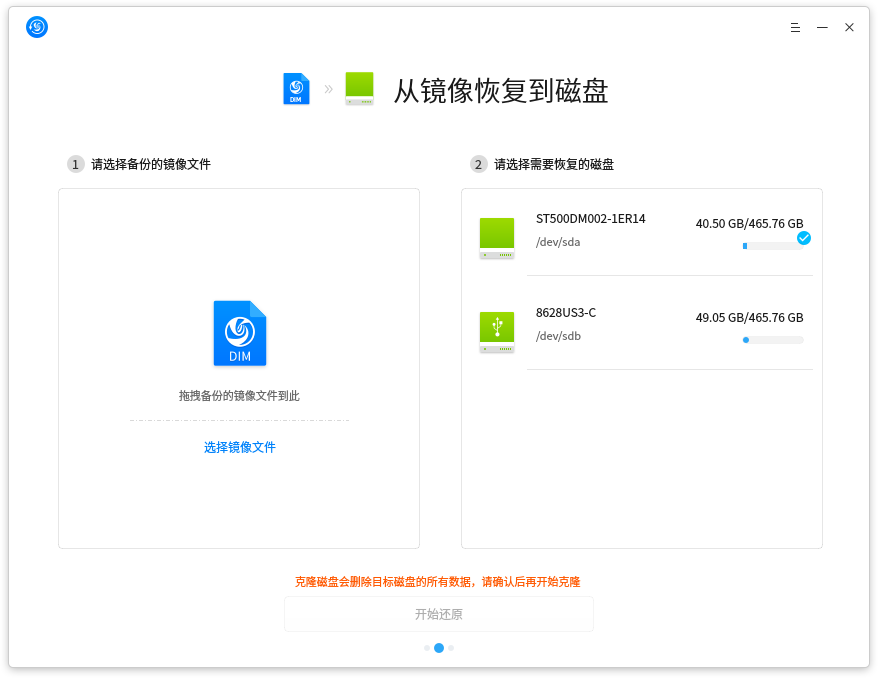 DIM
从镜像恢复到磁盘
1 请选择备份的镜像文件
DIM
拖拽备份的镜像文件到此
选择镜像文件
2 请选择需要恢复的磁盘
ST500DM002-1ER14
40.50 GB/465.76 GB
/dev/sda
8628US3-C
49.05 GB/465.76 GB
/dev/sdb
克隆磁盘会删除目标磁盘的所有数据，请确认后再开始克隆
开始还原